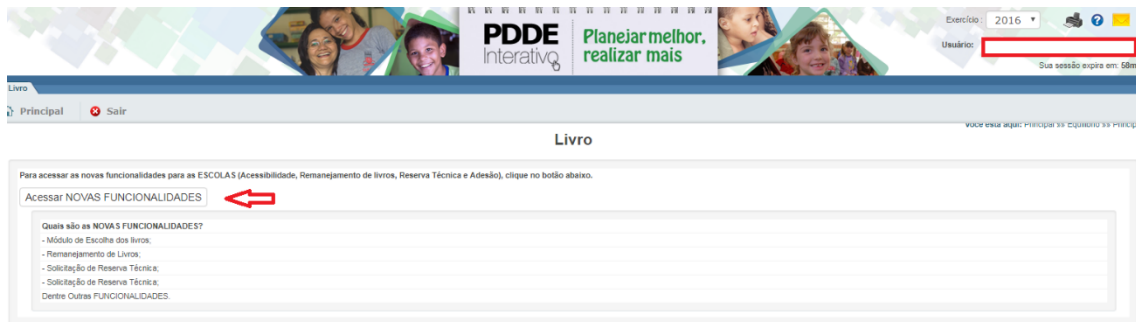 PDDE
Interativo
Planejar melhor,
realizar mais
Exercício : 2016
Usuário:
Sua sessão expira em: 58m
Livro
Principal Sair
Você está aqui: Principal »» Equilíbrio »» Princip
Livro
Para acessar as novas funcionalidades para as ESCOLAS (Acessibilidade, Remanejamento de livros, Reserva Técnica e Adesão), clique no botão abaixo.
Acessar NOVAS FUNCIONALIDADES
Quais são as NOVAS FUNCIONALIDADES?
- Módulo de Escolha dos livros;
- Remanejamento de Livros;
- Solicitação de Reserva Técnica;
- Solicitação de Reserva Técnica;
Dentre Outras FUNCIONALIDADES.